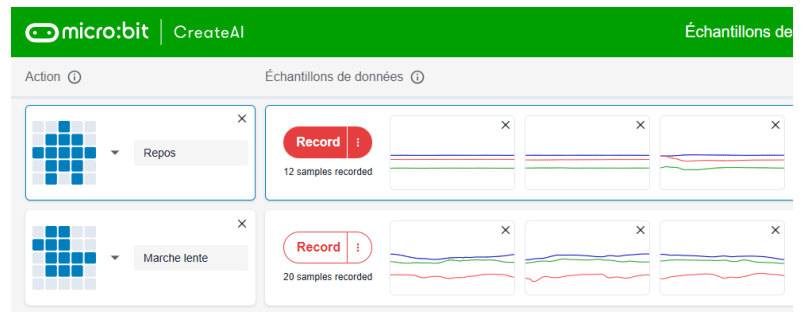 micro:bit CreateAI Échantillons de
Action Échantillons de données
Repos
Record
12 samples recorded
Marche lente
Record
20 samples recorded